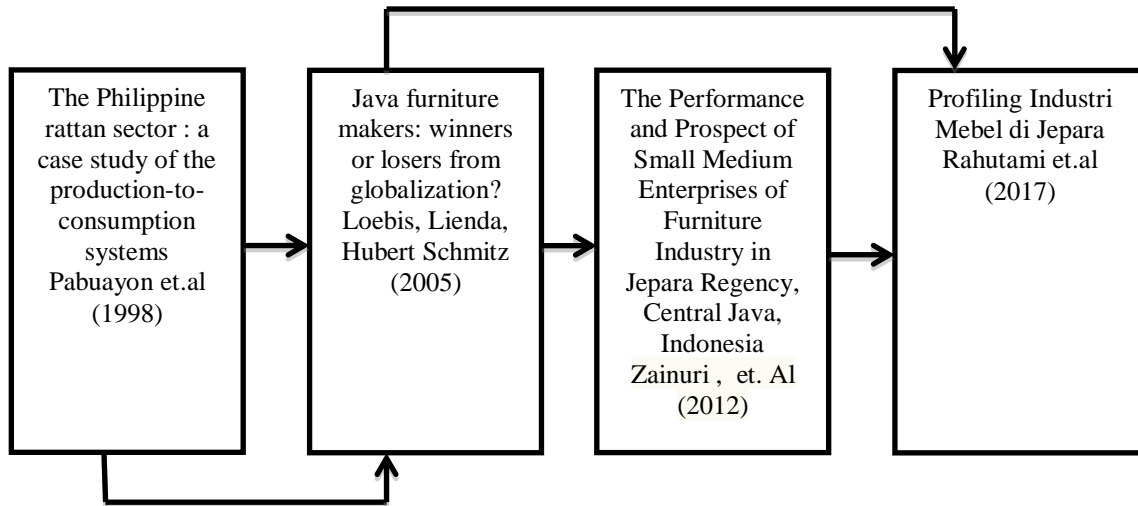 The Philippine
rattan sector : a
case study of the
production-to-
consumption
systems
Pabuayon et.al
(1998)
Java furniture
makers: winners
or losers from
globalization?
Loebis, Lienda,
Hubert Schmitz
(2005)
The Performance
and Prospect of
Small Medium
Enterprises of
Furniture
Industry in
Jepara Regency,
Central Java,
Indonesia
Zainuri , et. Al
(2012)
Profiling Industri
Mebel di Jepara
Rahutami et.al
(2017)